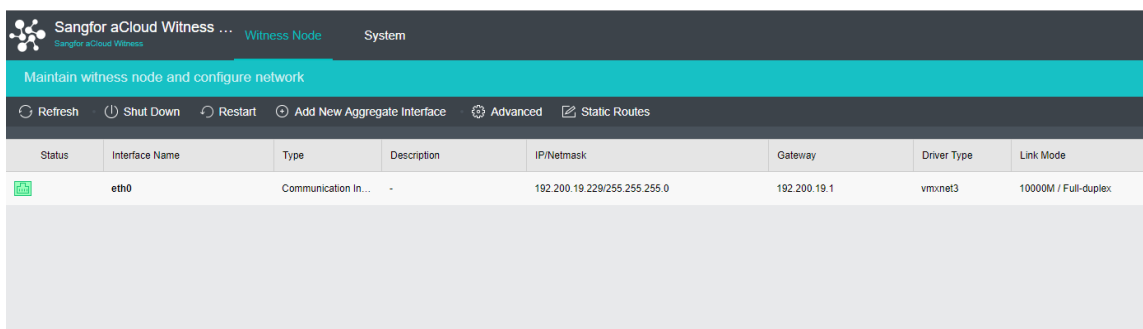 Sangfor aCloud Witness ... Witness Node System
Sangfor aCloud Witness
Maintain witness node and configure network
Refresh Shut Down Restart Add New Aggregate Interface Advanced Static Routes
Status Interface Name Type Description IP/Netmask Gateway Driver Type Link Mode
eth0 Communication In... - 192.200.19.229/255.255.255.0 192.200.19.1 vmxnet3 10000M / Full-duplex